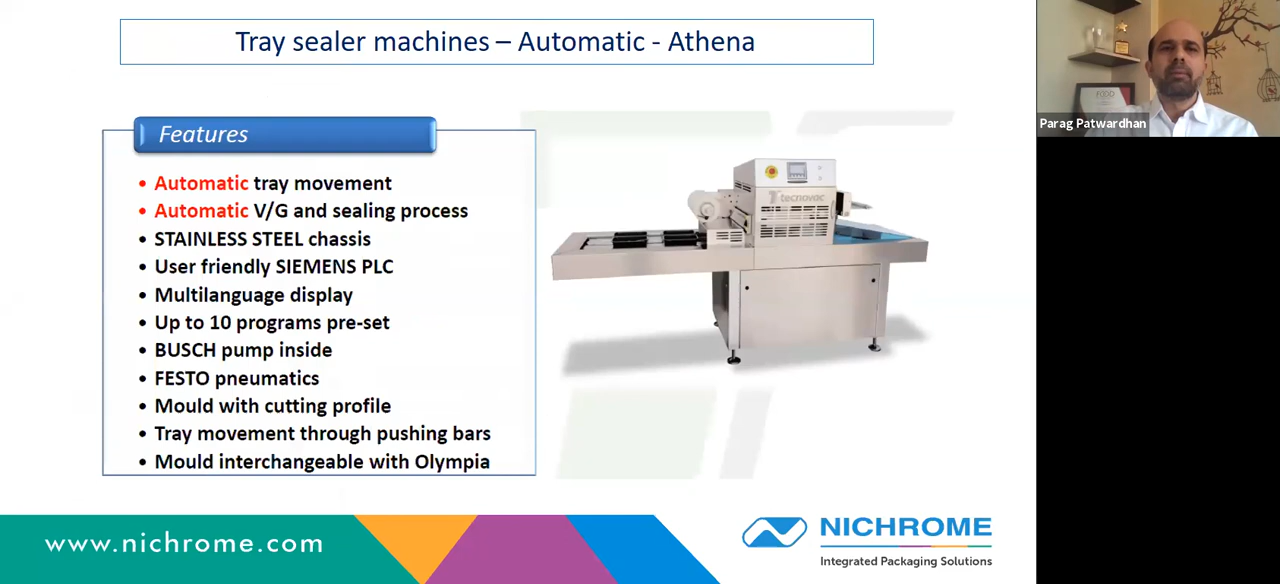 Tray sealer machines – Automatic - Athena
Features
• Automatic tray movement
• Automatic V/G and sealing process
• STAINLESS STEEL chassis
• User friendly SIEMENS PLC
• Multilanguage display
• Up to 10 programs pre-set
• BUSCH pump inside
• FESTO pneumatics
• Mould with cutting profile
• Tray movement through pushing bars
• Mould interchangeable with Olympia
tecnovac
Parag Patwardhan
www.nichrome.com
NICHROME
Integrated Packaging Solutions